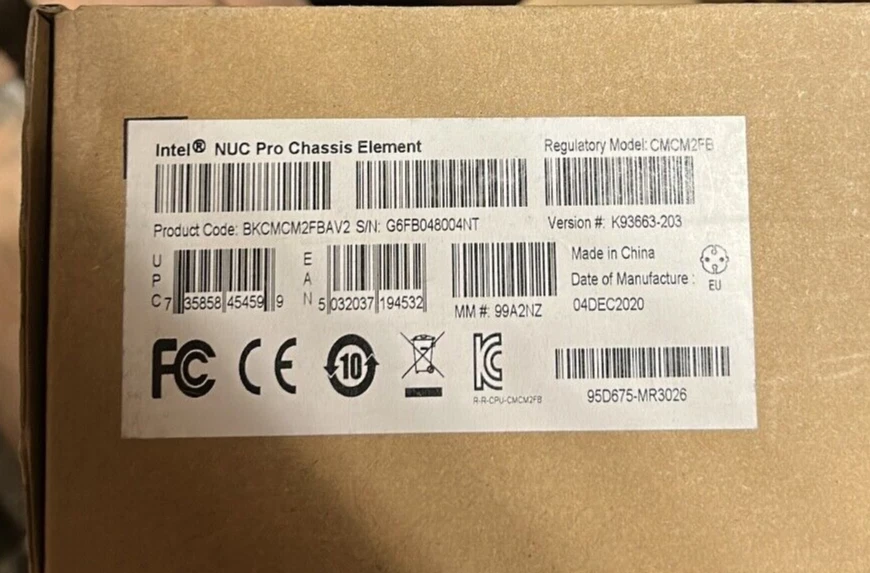 Intel® NUC Pro Chassis Element
Regulatory Model: CMCM2FB
Product Code: BKCMCM2FBAV2 S/N: G6FB048004NT
Version #: K93663-203
UPC 7 35858 45459 9
EAN 5 032037 194532
MM #: 99A2NZ
Made in China
Date of Manufacture :
04DEC2020
EU
FC CE 10 KC
R-R-CPU-CMCM2FB
95D675-MR3026